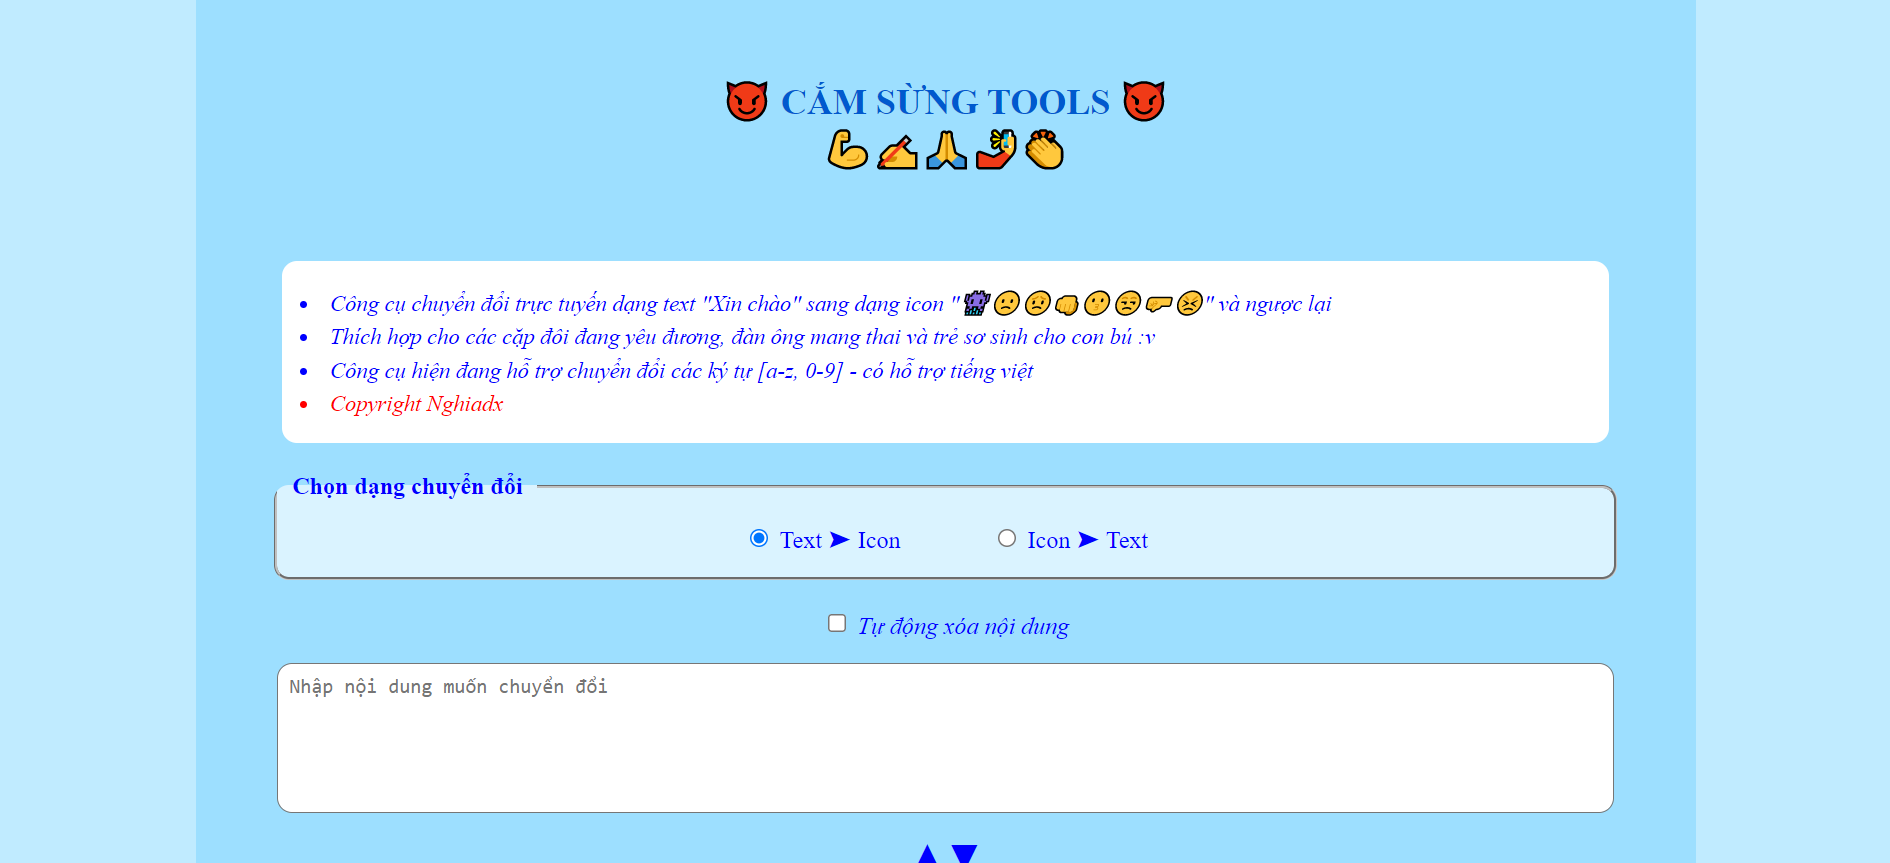 😈 CẮM SỪNG TOOLS 😈
💪✍🙏🤳👏
Công cụ chuyển đổi trực tuyến dạng text "Xin chào" sang dạng icon "👾🙁😔👊😗😒🤛😣" và ngược lại
Thích hợp cho các cặp đôi đang yêu đương, đàn ông mang thai và trẻ sơ sinh cho con bú :v
Công cụ hiện đang hỗ trợ chuyển đổi các ký tự [a-z, 0-9] - có hỗ trợ tiếng việt
Copyright Nghiadx
Chọn dạng chuyển đổi
Text ➤ Icon
Icon ➤ Text
Tự động xóa nội dung
Nhập nội dung muốn chuyển đổi
▲▼